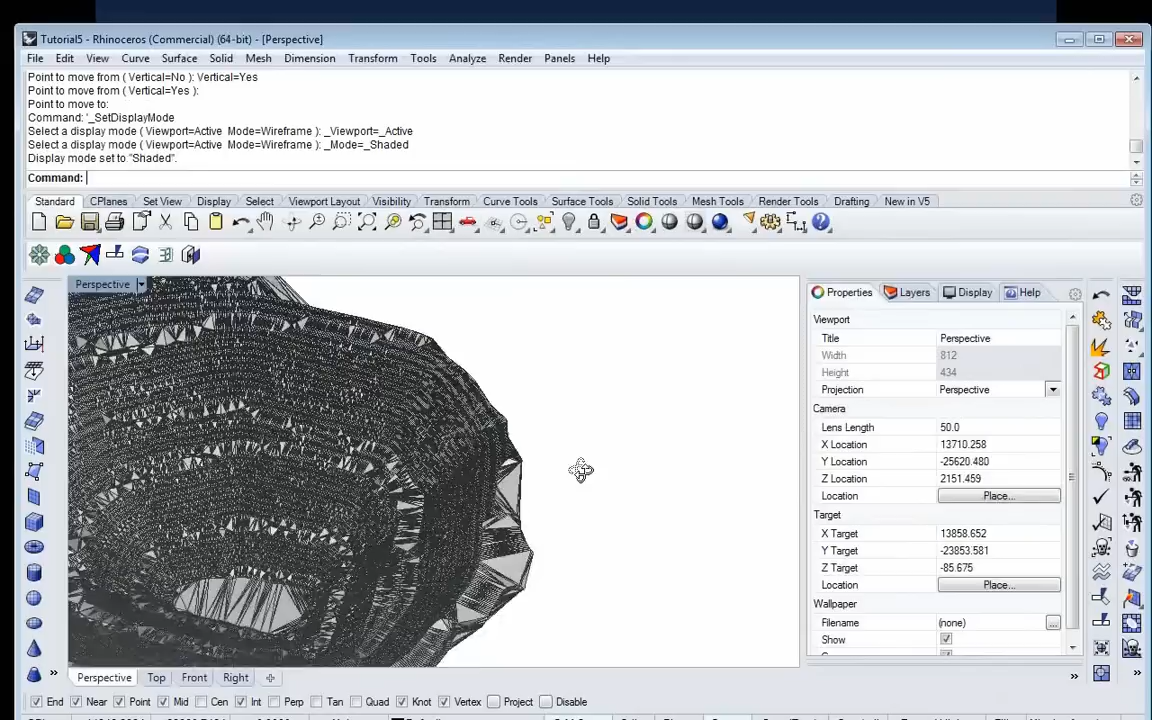 Tutorial5 - Rhinoceros (Commercial) (64-bit) - [Perspective]
File Edit View Curve Surface Solid Mesh Dimension Transform Tools Analyze Render Panels Help
Point to move from ( Vertical=No ): Vertical=Yes
Point to move from ( Vertical=Yes ):
Point to move to:
Command: '_SetDisplayMode
Select a display mode ( Viewport=Active Mode=Wireframe ): _Viewport=_Active
Select a display mode ( Viewport=Active Mode=Wireframe ): _Mode=_Shaded
Display mode set to "Shaded".
Command:
Standard CPlanes Set View Display Select Viewport Layout Visibility Transform Curve Tools Surface Tools Solid Tools Mesh Tools Render Tools Drafting New in V5
Perspective
Properties Layers Display Help
Viewport
Title Perspective
Width 812
Height 434
Projection Perspective
Camera
Lens Length 50.0
X Location 13710.258
Y Location -25620.480
Z Location 2151.459
Location Place...
Target
X Target 13858.652
Y Target -23853.581
Z Target -85.675
Location Place...
Wallpaper
Filename (none) ...
Show
Perspective Top Front Right
End Near Point Mid Cen Int Perp Tan Quad Knot Vertex Project Disable